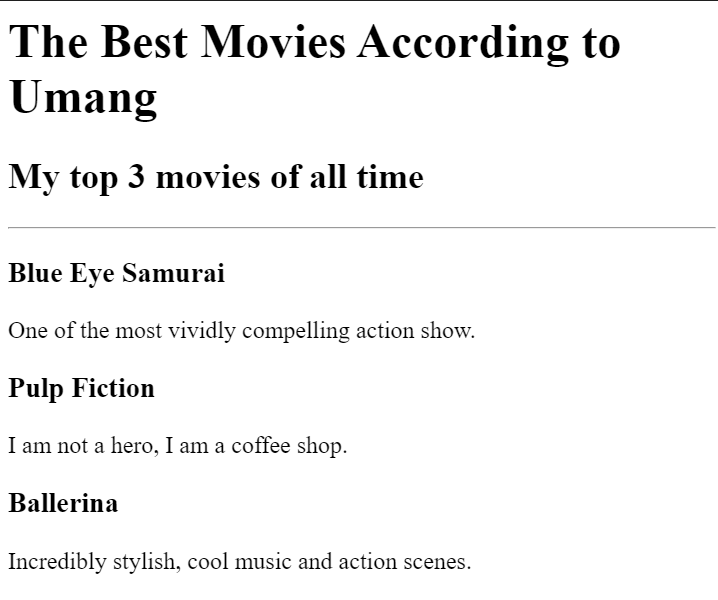 The Best Movies According to
Umang
My top 3 movies of all time
Blue Eye Samurai
One of the most vividly compelling action show.
Pulp Fiction
I am not a hero, I am a coffee shop.
Ballerina
Incredibly stylish, cool music and action scenes.